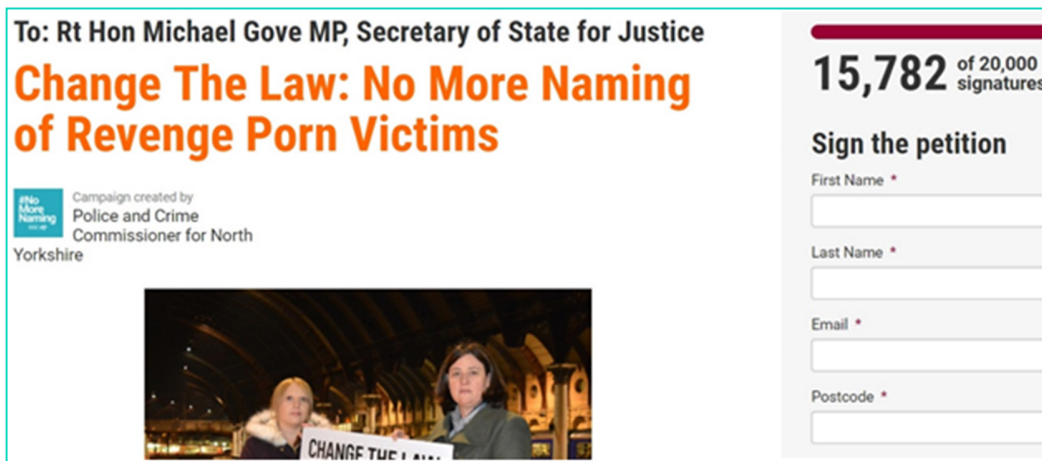 To: Rt Hon Michael Gove MP, Secretary of State for Justice
Change The Law: No More Naming
of Revenge Porn Victims
#No
More
Naming
Campaign created by
Police and Crime
Commissioner for North
Yorkshire
CHANGE THE LAW
15,782 of 20,000
signatures
Sign the petition
First Name *
Last Name *
Email *
Postcode *